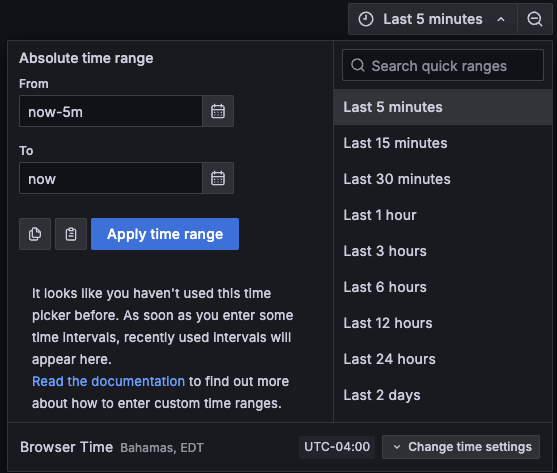 Last 5 minutes
Absolute time range
From
now-5m
To
now
Apply time range
It looks like you haven't used this time
picker before. As soon as you enter some
time intervals, recently used intervals will
appear here.
Read the documentation to find out more
about how to enter custom time ranges.
Search quick ranges
Last 5 minutes
Last 15 minutes
Last 30 minutes
Last 1 hour
Last 3 hours
Last 6 hours
Last 12 hours
Last 24 hours
Last 2 days
Browser Time Bahamas, EDT
UTC-04:00
Change time settings